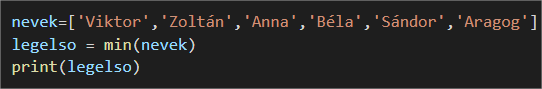 nevek=['Viktor','Zoltán','Anna','Béla','Sándor','Aragog']
legelso = min(nevek)
print(legelso)